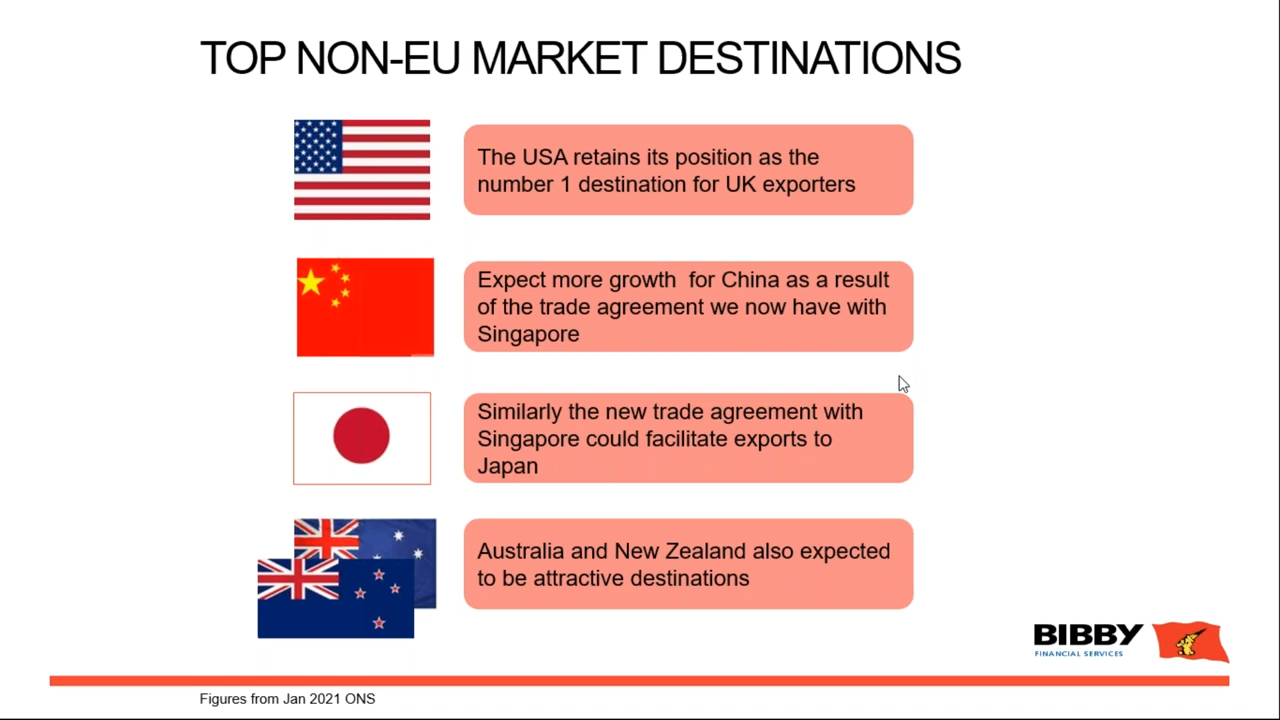 TOP NON-EU MARKET DESTINATIONS
The USA retains its position as the
number 1 destination for UK exporters
Expect more growth  for China as a result
of the trade agreement we now have with
Singapore
Similarly the new trade agreement with
Singapore could facilitate exports to
Japan
Australia and New Zealand also expected
to be attractive destinations
BIBBY
FINANCIAL SERVICES
Figures from Jan 2021 ONS